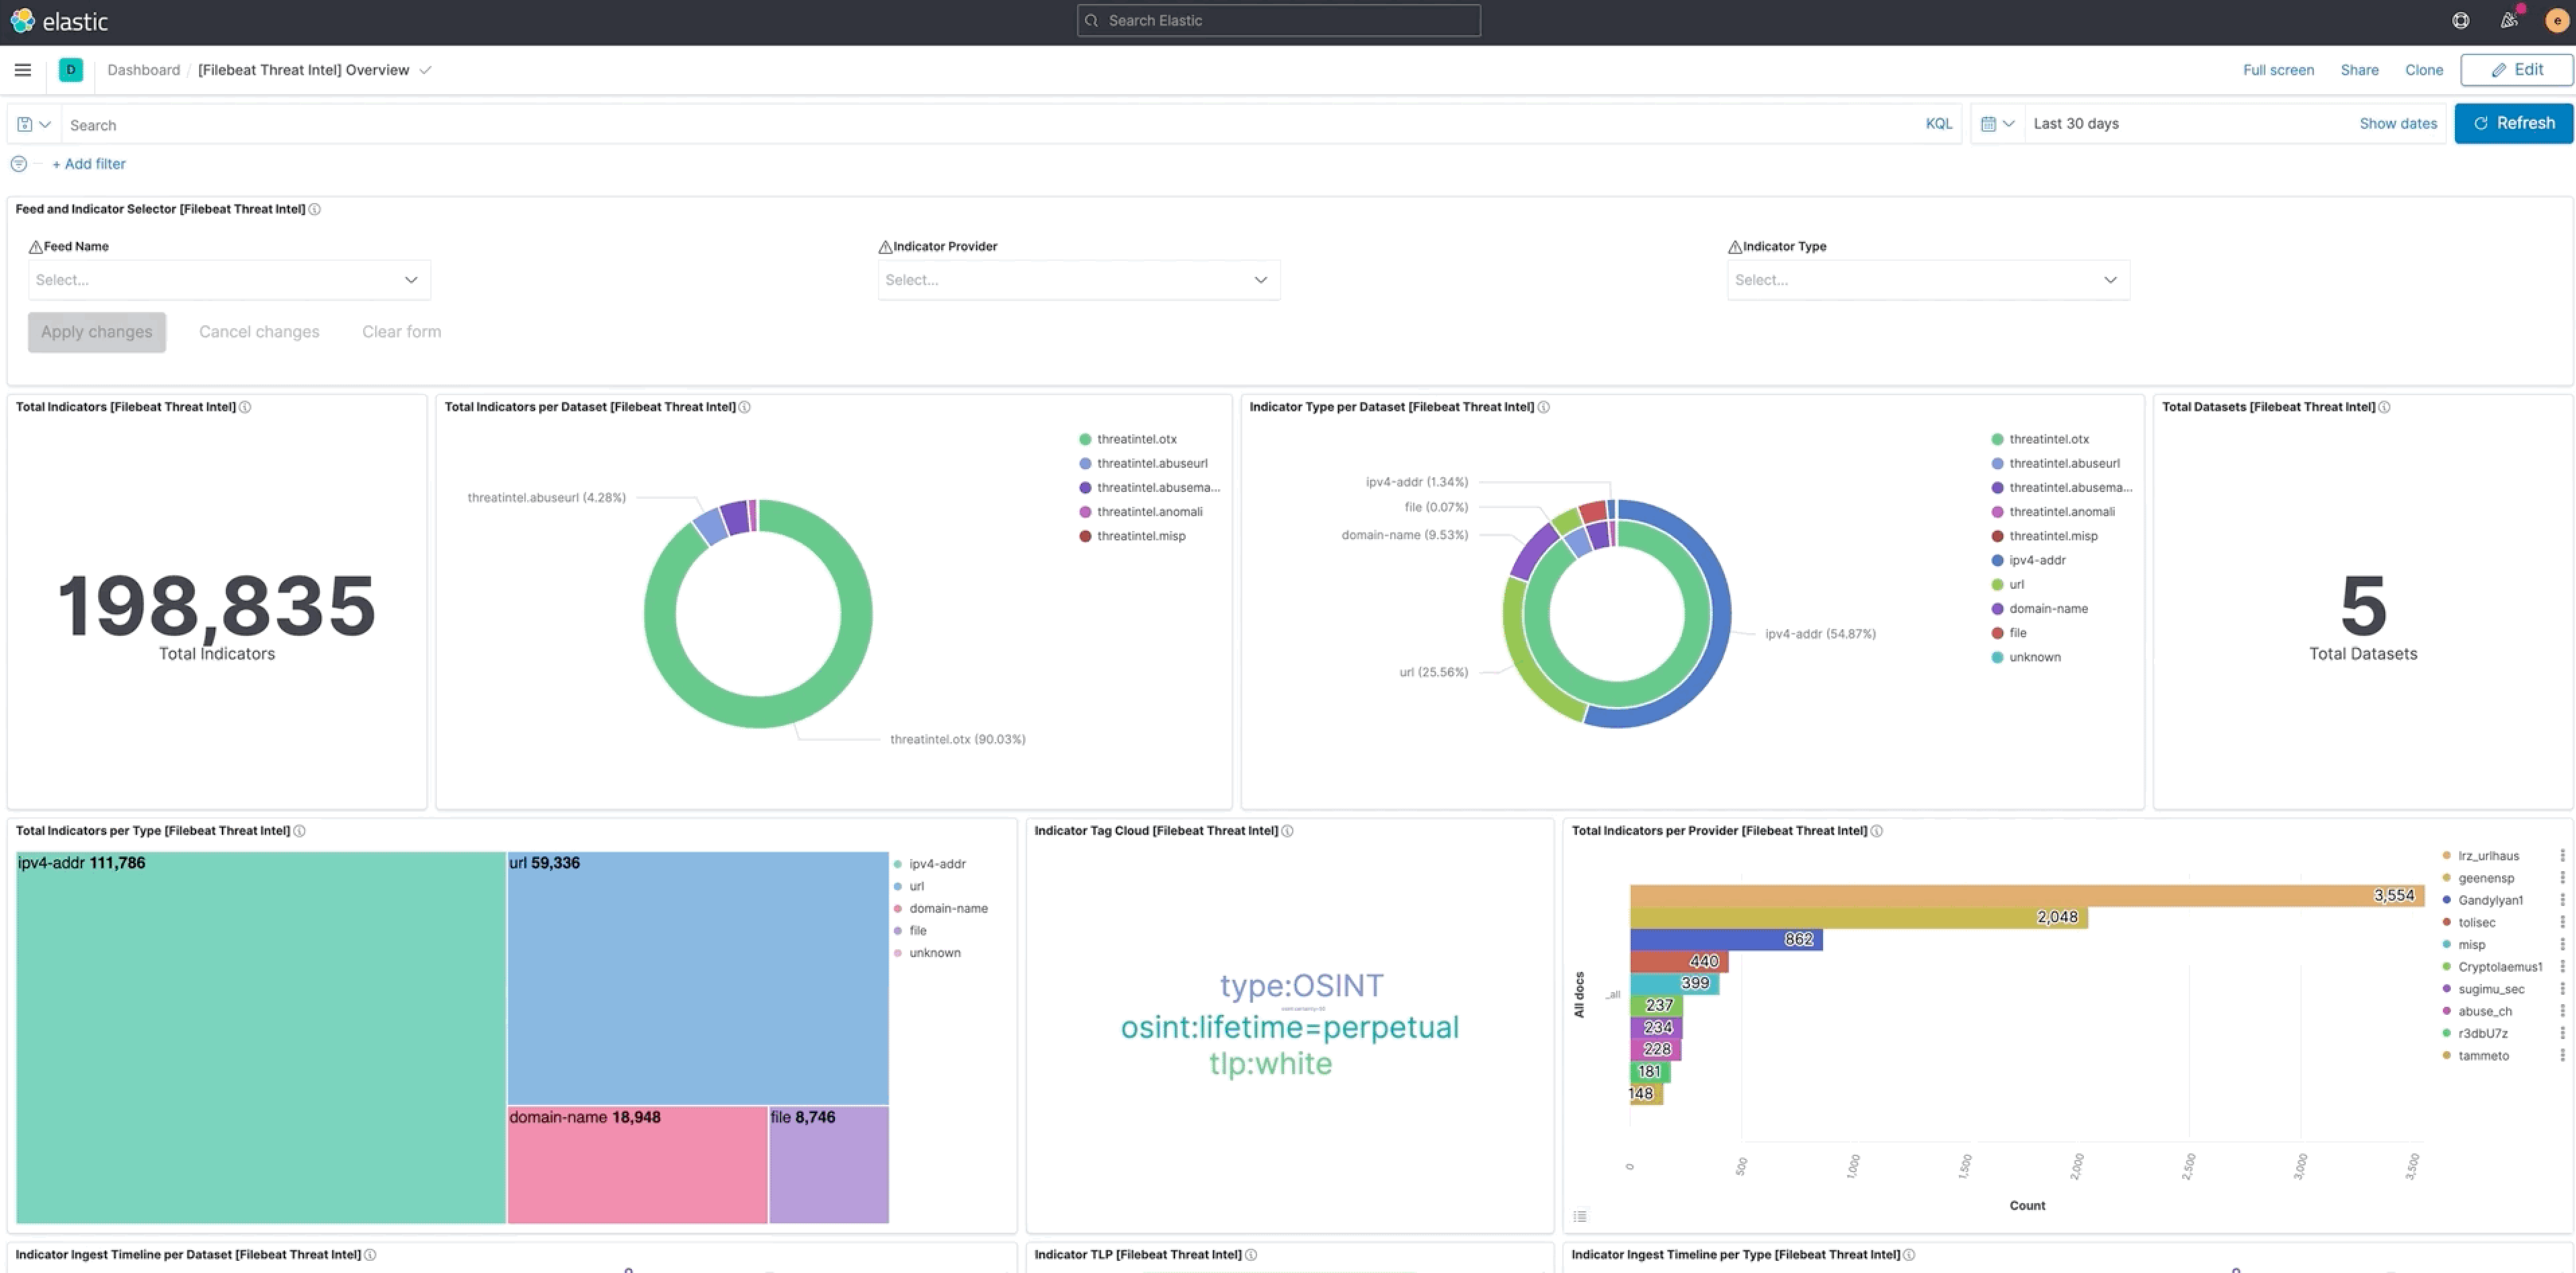 elastic
Search Elastic
e
D
Dashboard / [Filebeat Threat Intel] Overview
Full screen
Share
Clone
Edit
Search
KQL
Last 30 days
Show dates
Refresh
+ Add filter
Feed and Indicator Selector [Filebeat Threat Intel]
Feed Name
Indicator Provider
Indicator Type
Select...
Select...
Select...
Apply changes
Cancel changes
Clear form
Total Indicators [Filebeat Threat Intel]
198,835
Total Indicators
Total Indicators per Dataset [Filebeat Threat Intel]
threatintel.abuseurl (4.28%)
threatintel.otx (90.03%)
threatintel.otx
threatintel.abuseurl
threatintel.abusema...
threatintel.anomali
threatintel.misp
Indicator Type per Dataset [Filebeat Threat Intel]
ipv4-addr (1.34%)
file (0.07%)
domain-name (9.53%)
url (25.56%)
ipv4-addr (54.87%)
threatintel.otx
threatintel.abuseurl
threatintel.abusema...
threatintel.anomali
threatintel.misp
ipv4-addr
url
domain-name
file
unknown
Total Datasets [Filebeat Threat Intel]
5
Total Datasets
Total Indicators per Type [Filebeat Threat Intel]
ipv4-addr 111,786
url 59,336
domain-name 18,948
file 8,746
ipv4-addr
url
domain-name
file
unknown
Indicator Tag Cloud [Filebeat Threat Intel]
type:OSINT
osint:lifetime=perpetual
tlp:white
Total Indicators per Provider [Filebeat Threat Intel]
All docs
_all
3,554
2,048
862
440
399
237
234
228
181
148
0
500
1,000
1,500
2,000
2,500
3,000
3,500
Count
lrz_urlhaus
geenensp
Gandylyan1
tolisec
misp
Cryptolaemus1
sugimu_sec
abuse_ch
r3dbU7z
tammeto
Indicator Ingest Timeline per Dataset [Filebeat Threat Intel]
Indicator TLP [Filebeat Threat Intel]
Indicator Ingest Timeline per Type [Filebeat Threat Intel]